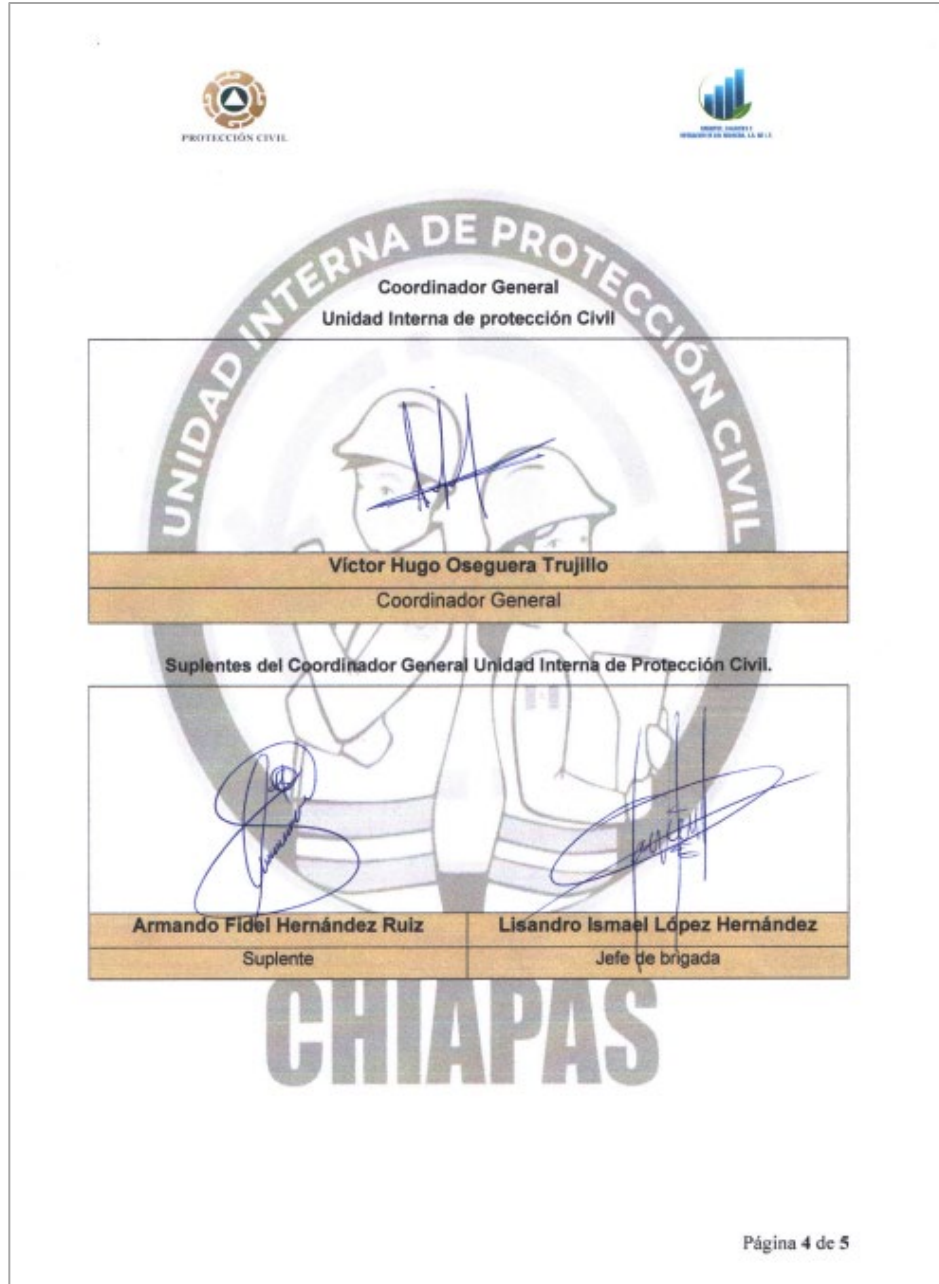 PROTECCIÓN CIVIL
UNIDAD INTERNA DE PROTECCIÓN CIVIL
Coordinador General
Unidad Interna de protección Civil
Víctor Hugo Oseguera Trujillo
Coordinador General
Suplentes del Coordinador General Unidad Interna de Protección Civil.
Armando Fidel Hernández Ruiz Lisandro Ismael López Hernández
Suplente Jefe de brigada
CHIAPAS
Página 4 de 5